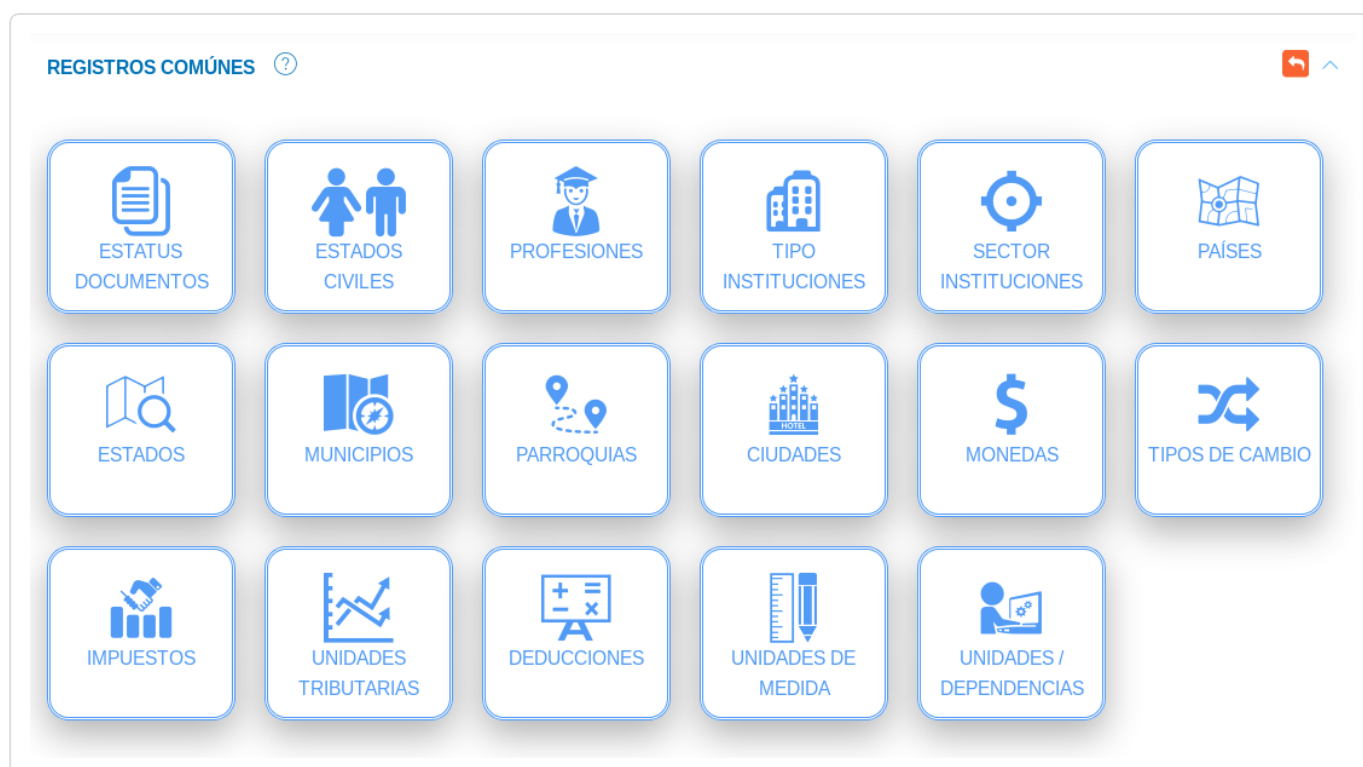 REGISTROS COMÚNES ?
ESTATUS
DOCUMENTOS
ESTADOS
CIVILES
PROFESIONES
TIPO
INSTITUCIONES
SECTOR
INSTITUCIONES
PAÍSES
ESTADOS
MUNICIPIOS
PARROQUIAS
HOTEL
CIUDADES
$
MONEDAS
TIPOS DE CAMBIO
IMPUESTOS
UNIDADES
TRIBUTARIAS
DEDUCCIONES
UNIDADES DE
MEDIDA
UNIDADES /
DEPENDENCIAS